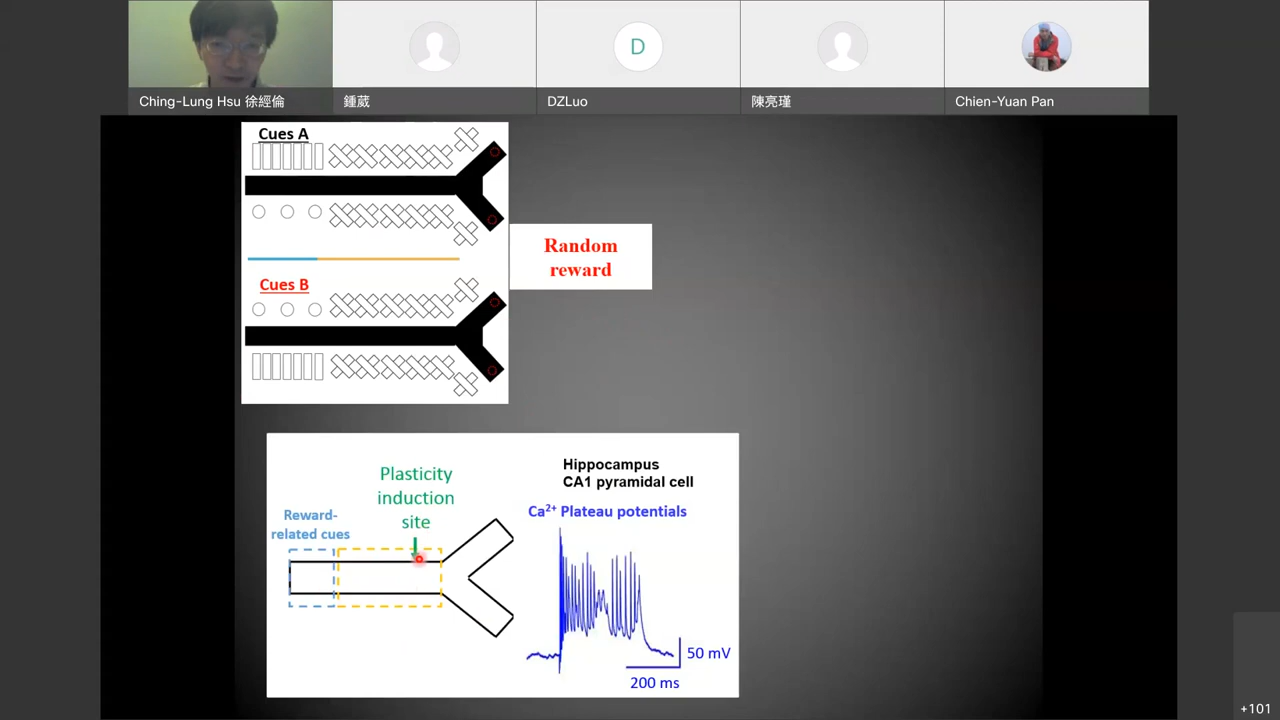 Ching-Lung Hsu 徐經倫
鍾葳
D
DZLuo
陳亮瑾
Chien-Yuan Pan
Cues A
Random
reward
Cues B
Plasticity
induction
site
Reward-
related cues
Hippocampus
CA1 pyramidal cell
Ca²⁺ Plateau potentials
50 mV
200 ms
+101